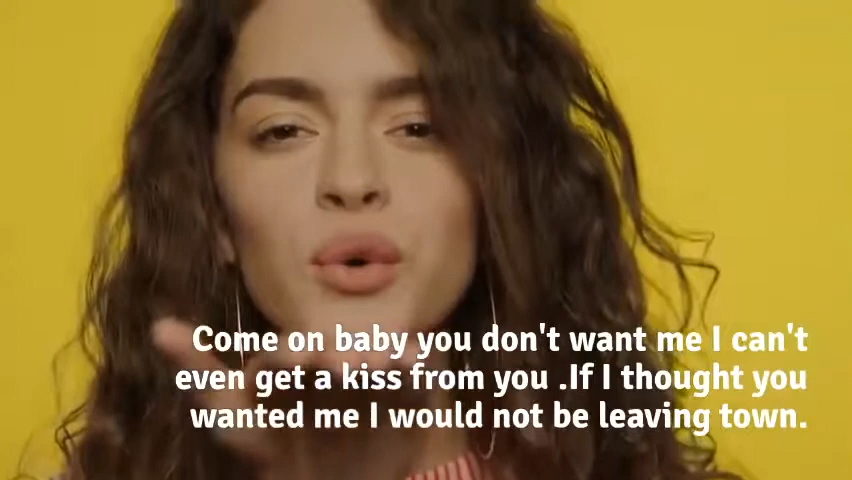 Come on baby you don't want me I can't
even get a kiss from you .If I thought you
wanted me I would not be leaving town.